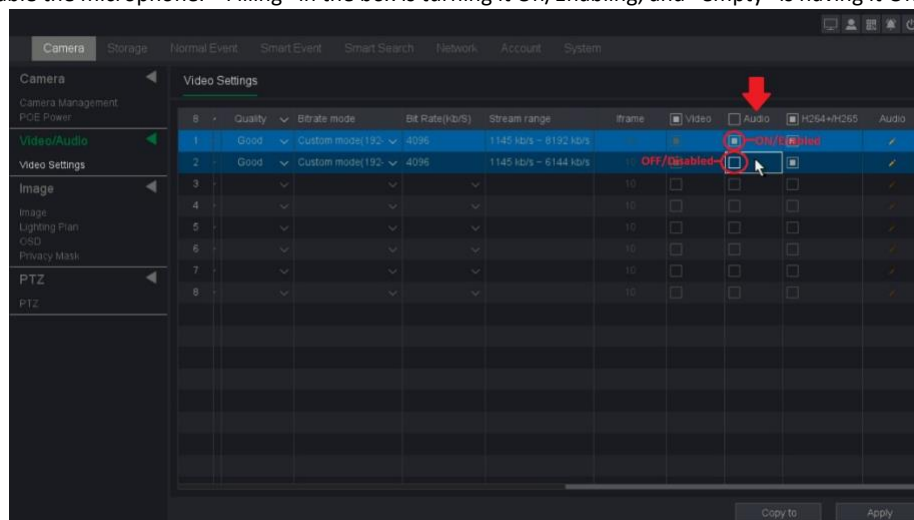 the microphone. "Filling" in the box is turning it On/Enabling, and "empty" is having it
Camera Storage Normal Event Smart Event Smart Search Network Account System
Camera
Camera Management
POE Power
Video/Audio
Video Settings
Image
Image
Lighting Plan
OSD
Privacy Mask
PTZ
PTZ
Video Settings
8 Quality Bitrate mode Bit Rate(Kb/S) Stream range Iframe Video Audio H264+/H265 Audio
1 Good Custom mode(192- 4096 1145 kb/s ~ 8192 kb/s ON/Enabled
2 Good Custom mode(192- 4096 1145 kb/s ~ 6144 kb/s 10 OFF/Disabled
3 10
4 10
5 10
6 10
7 10
8 10
Copy to Apply